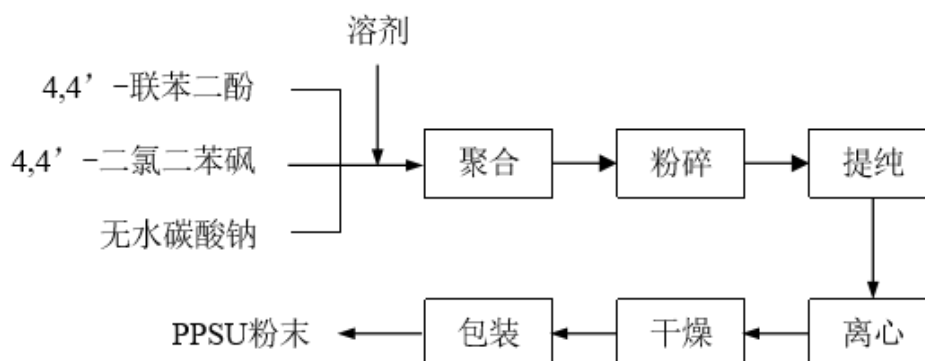 溶剂
4,4’-联苯二酚
4,4’-二氯二苯砜
无水碳酸钠
聚合
粉碎
提纯
离心
干燥
包装
PPSU粉末